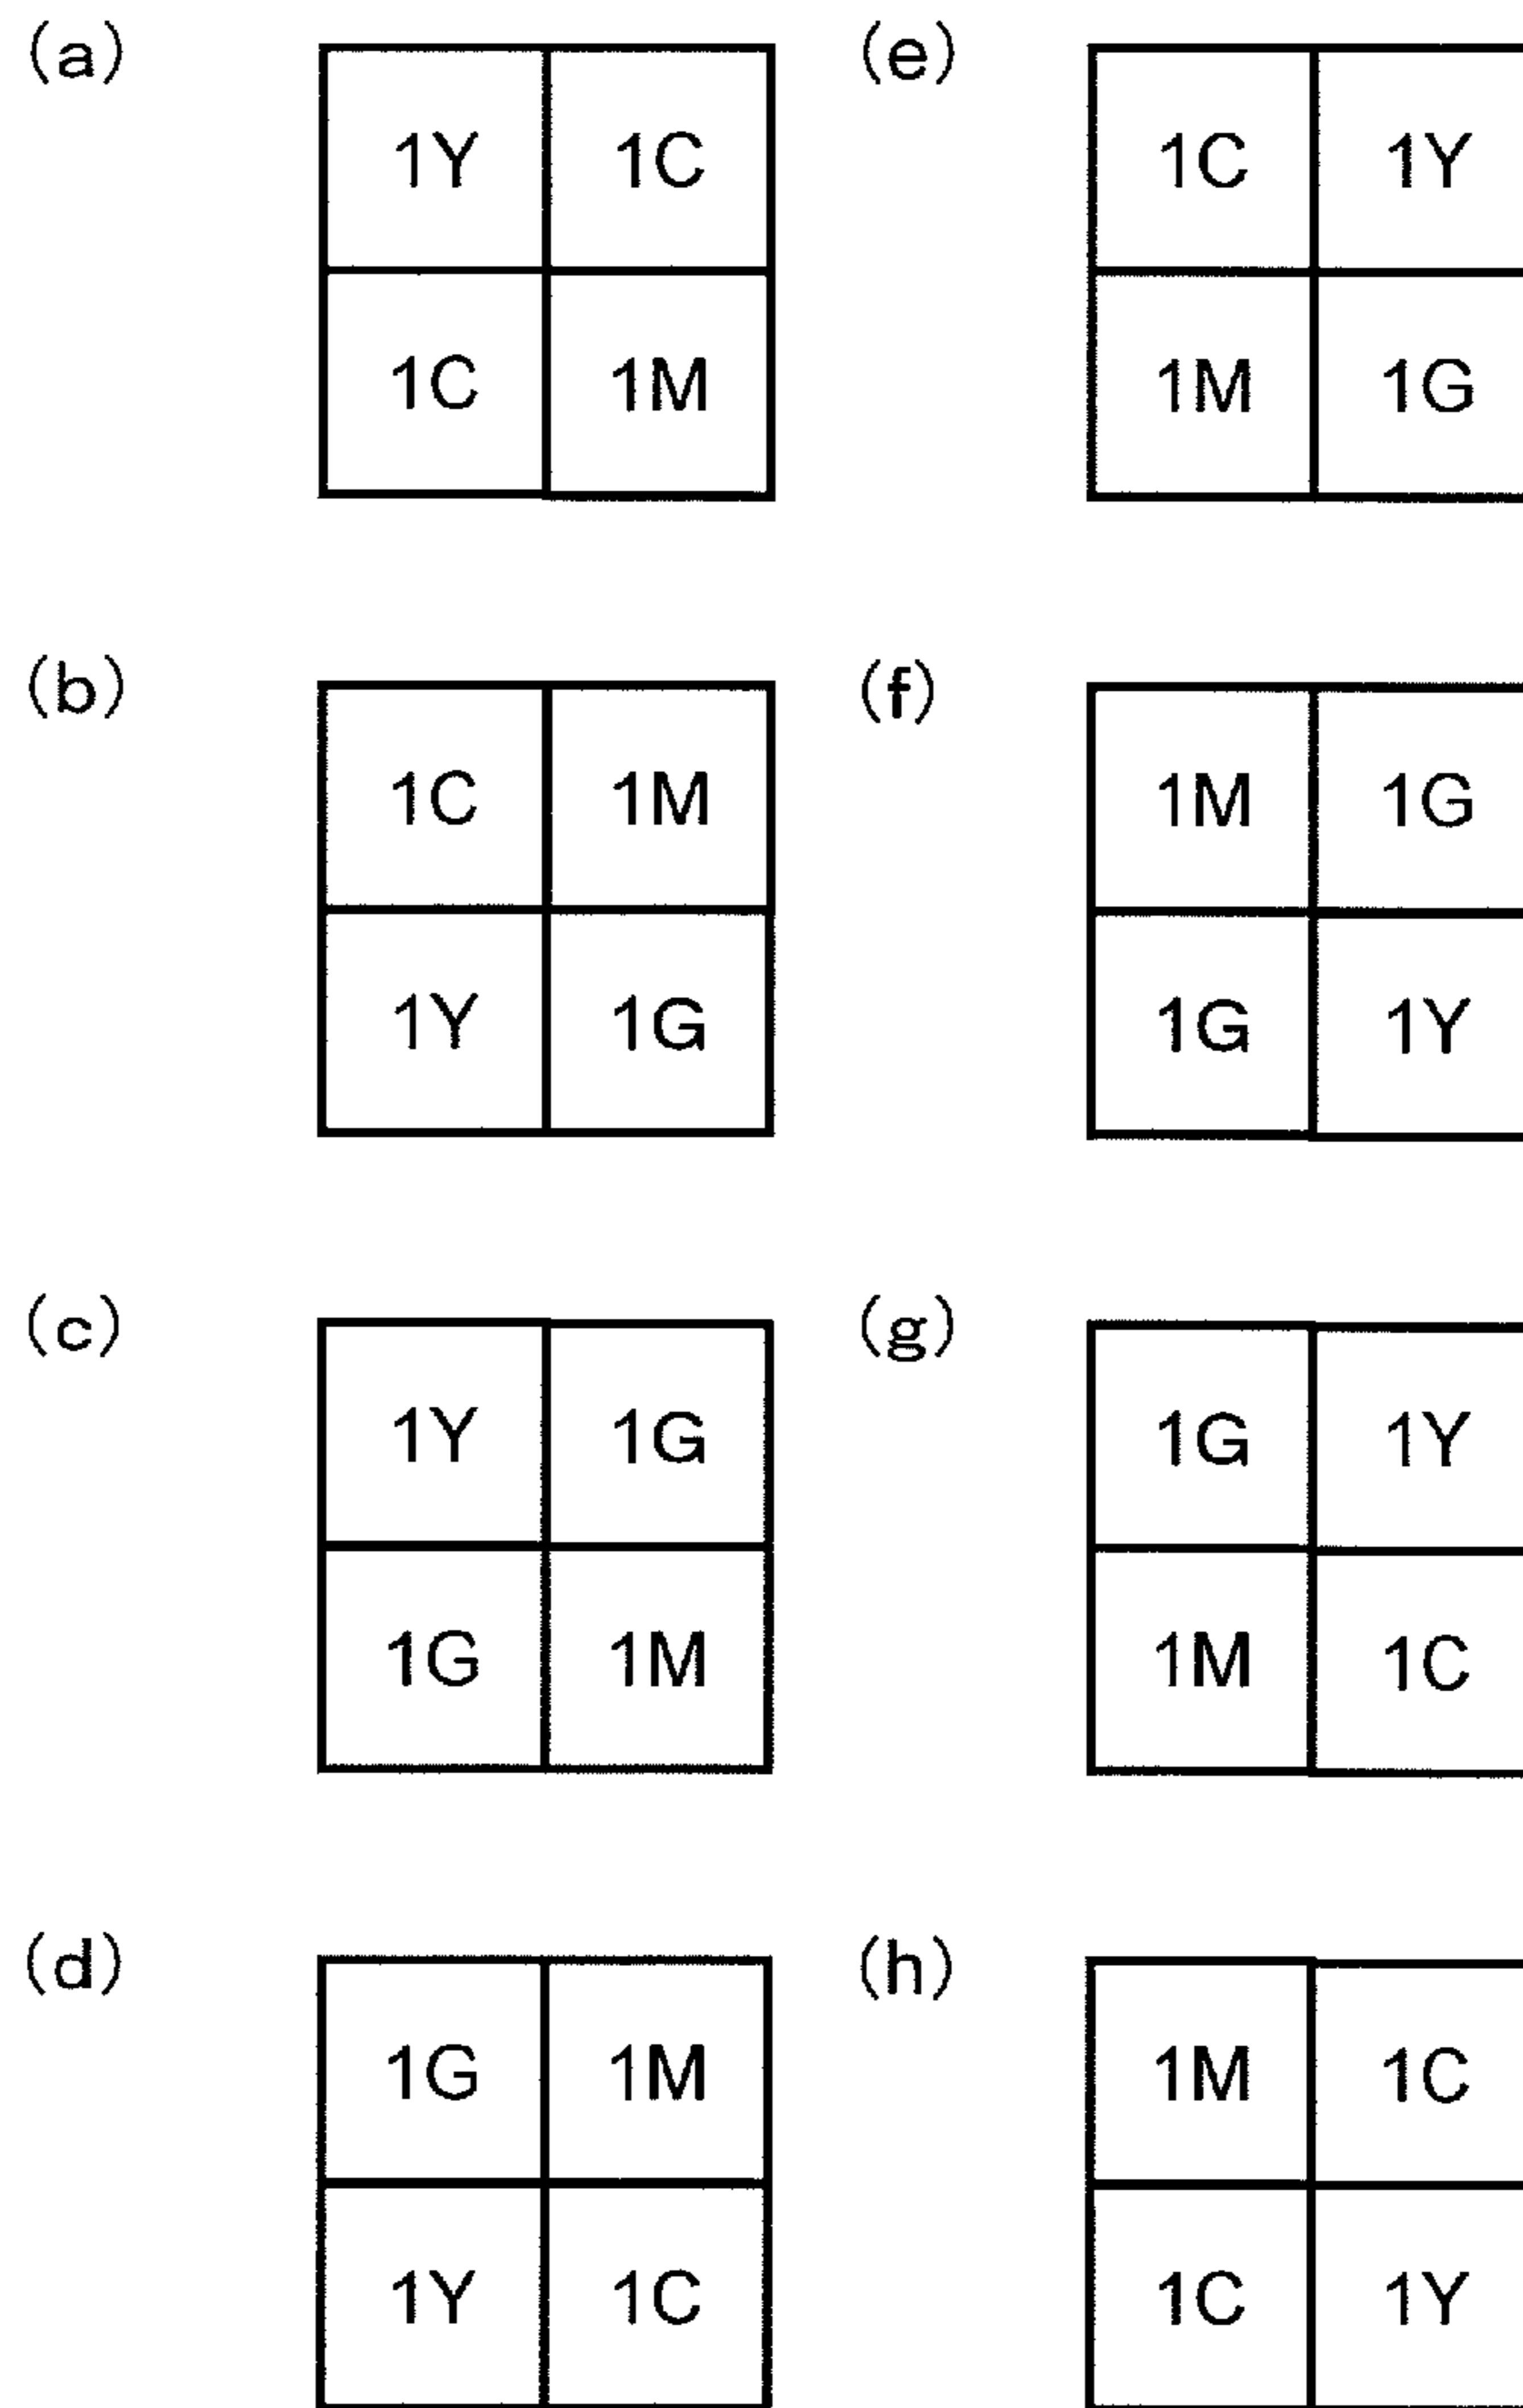 (a)
1Y 1C
1C 1M
(b)
1C 1M
1Y 1G
(c)
1Y 1G
1G 1M
(d)
1G 1M
1Y 1C
(e)
1C 1Y
1M 1G
(f)
1M 1G
1G 1Y
(g)
1G 1Y
1M 1C
(h)
1M 1C
1C 1Y